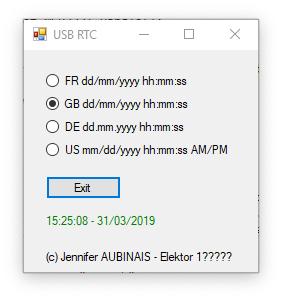 USB RTC
FR dd/mm/yyyy hh:mm:ss
GB dd/mm/yyyy hh:mm:ss
DE dd.mm.yyyy hh:mm:ss
US mm/dd/yyyy hh:mm:ss AM/PM
Exit
15:25:08 - 31/03/2019
(c) Jennifer AUBINAIS - Elektor 1?????